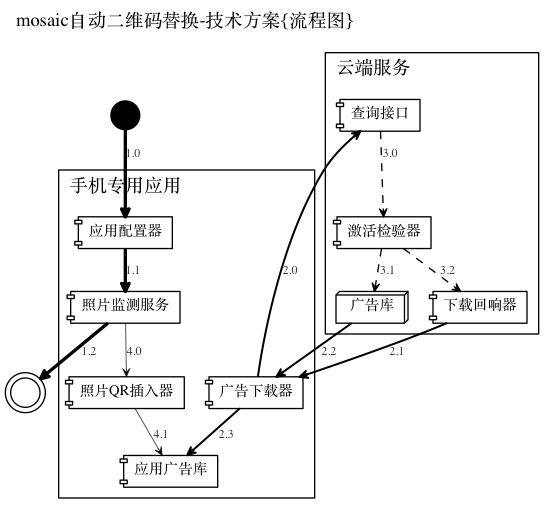 mosaic自动二维码替换-技术方案{流程图}
云端服务
查询接口
1.0
3.0
手机专用应用
应用配置器
激活检验器
1.1
2.0
3.1
3.2
照片监测服务
广告库
下载回响器
1.2
4.0
2.2
2.1
照片QR插入器
广告下载器
4.1
2.3
应用广告库